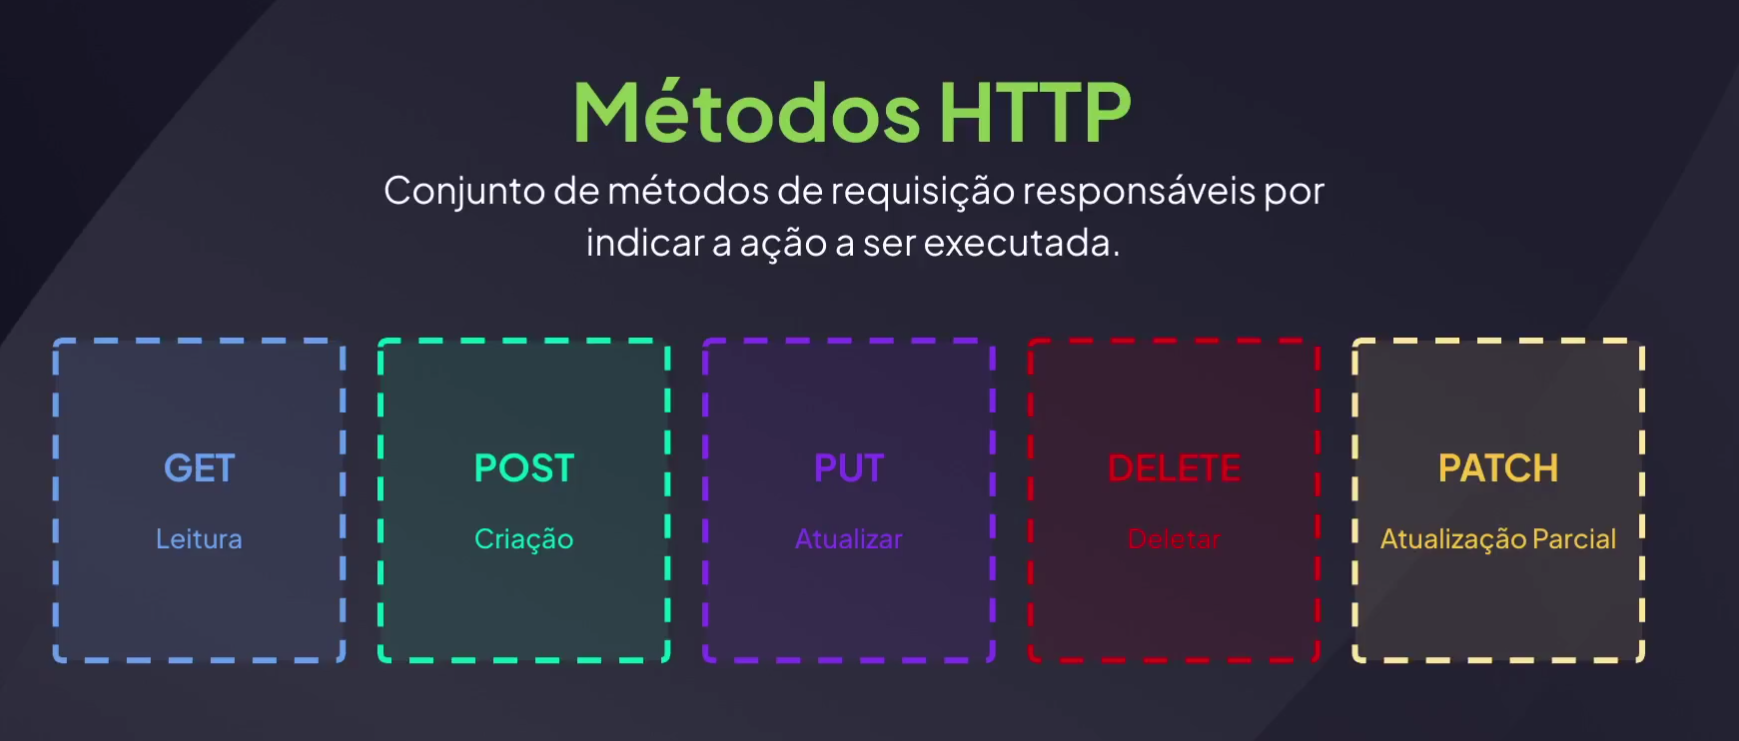 Métodos HTTP
Conjunto de métodos de requisição responsáveis por
indicar a ação a ser executada.
GET
Leitura
POST
Criação
PUT
Atualizar
DELETE
Deletar
PATCH
Atualização Parcial